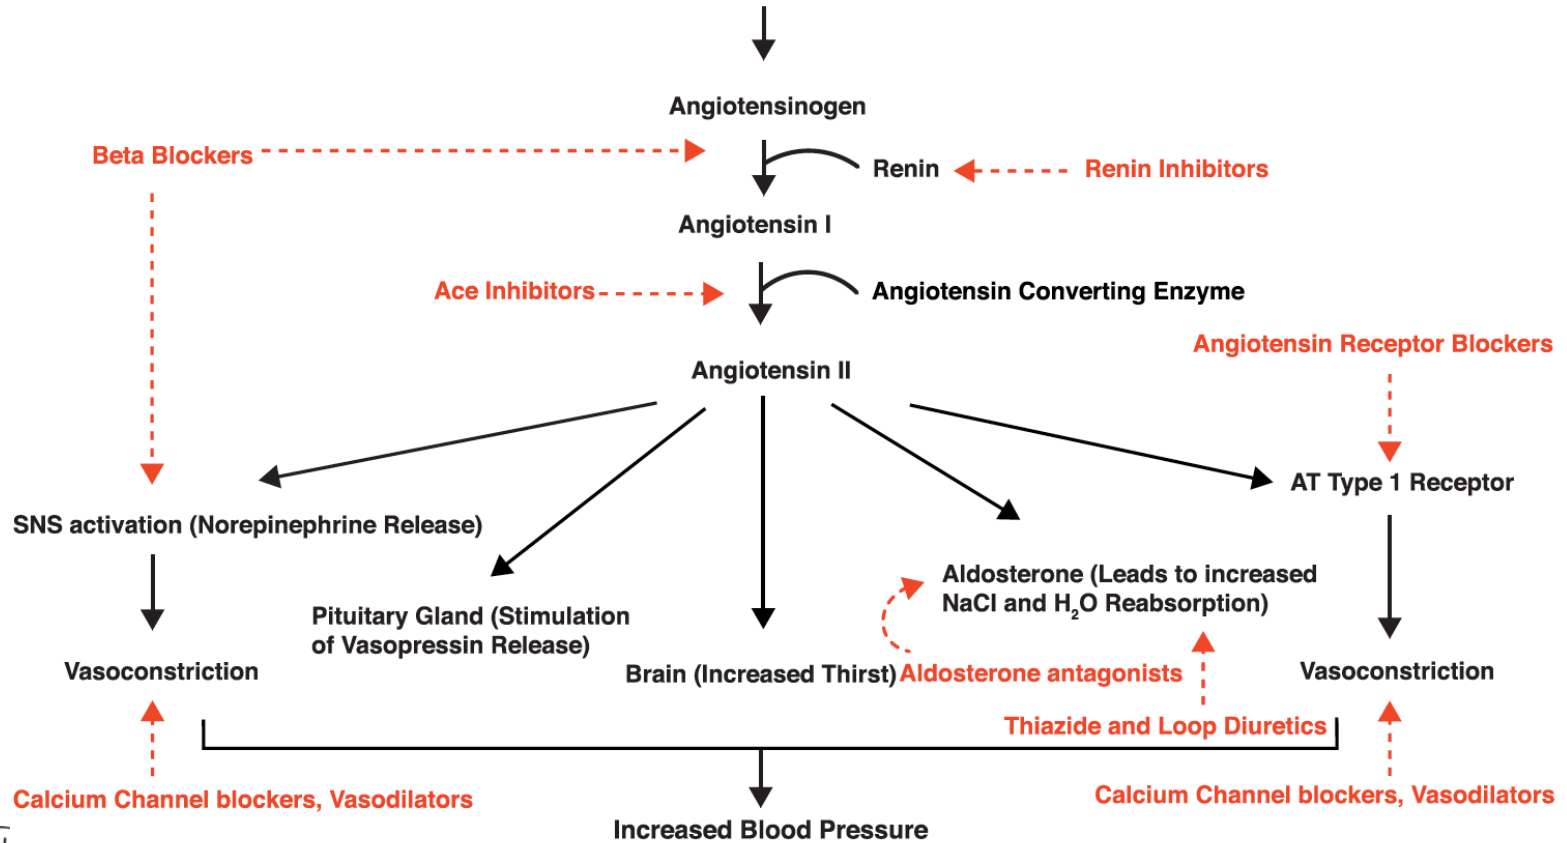 Angiotensinogen
Beta Blockers
Renin
Renin Inhibitors
Angiotensin I
Ace Inhibitors
Angiotensin Converting Enzyme
Angiotensin Receptor Blockers
Angiotensin II
AT Type 1 Receptor
SNS activation (Norepinephrine Release)
Aldosterone (Leads to increased
NaCl and H₂O Reabsorption)
Pituitary Gland (Stimulation
of Vasopressin Release)
Vasoconstriction
Brain (Increased Thirst)
Aldosterone antagonists
Vasoconstriction
Thiazide and Loop Diuretics
Calcium Channel blockers, Vasodilators
Calcium Channel blockers, Vasodilators
Increased Blood Pressure